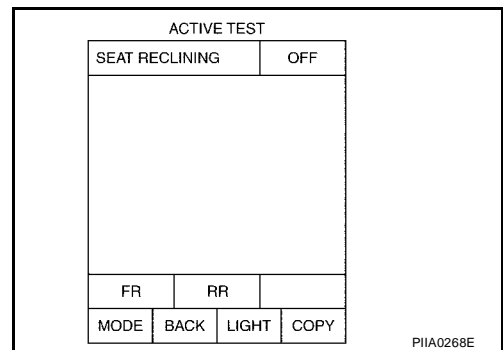 ACTIVE TEST
SEAT RECLINING OFF
FR RR
MODE BACK LIGHT COPY
PIIA0268E